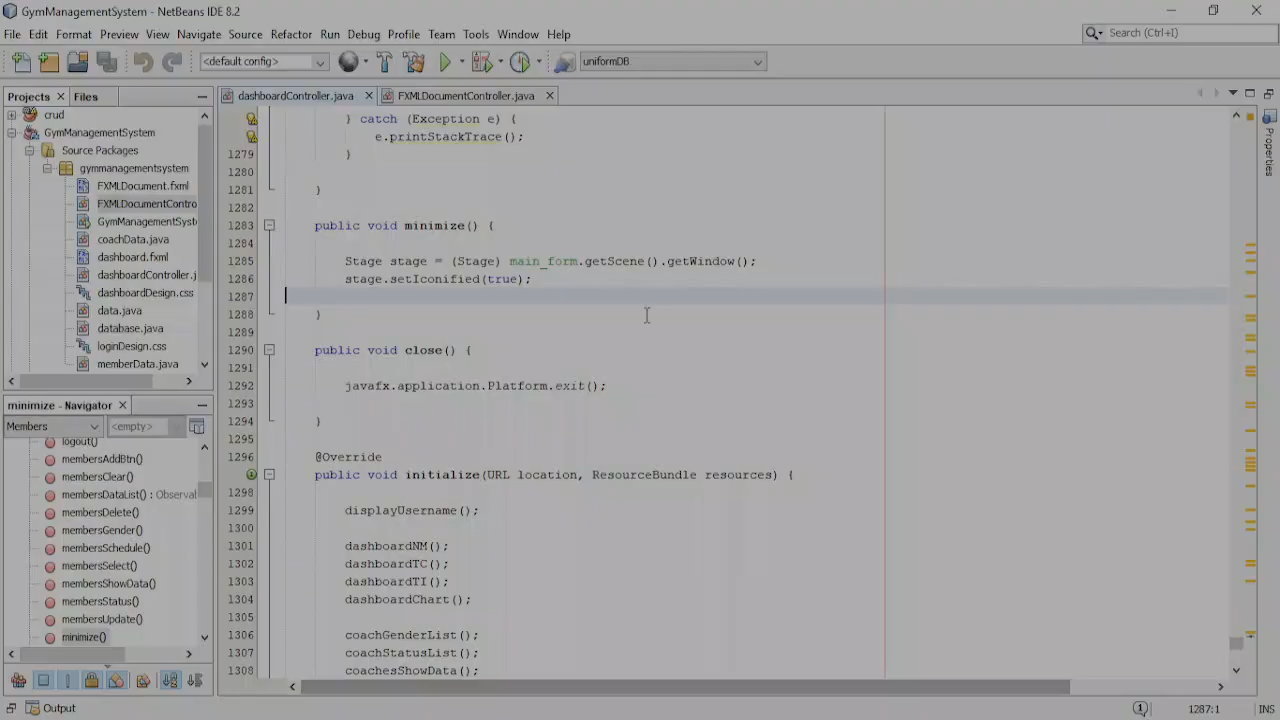 GymManagementSystem - NetBeans IDE 8.2
File Edit Format Preview View Navigate Source Refactor Run Debug Profile Team Tools Window Help
Search (Ctrl+I)
<default config>
uniformDB
Projects
Files
crud
GymManagementSystem
Source Packages
gymmanagementsystem
FXMLDocument.fxml
FXMLDocumentContro
GymManagementSyst
coachData.java
dashboard.fxml
dashboardController.j
dashboardDesign.css
data.java
database.java
loginDesign.css
memberData.java
minimize - Navigator
Members
<empty>
logout()
membersAddBtn()
membersClear()
membersDataList() : Observal
membersDelete()
membersGender()
membersSchedule()
membersSelect()
membersShowData()
membersStatus()
membersUpdate()
minimize()
dashboardController.java
FXMLDocumentController.java
} catch (Exception e) {
e.printStackTrace();
1279 }
1280
1281 }
1282
1283 public void minimize() {
1284
1285 Stage stage = (Stage) main_form.getScene().getWindow();
1286 stage.setIconified(true);
1287
1288 }
1289
1290 public void close() {
1291
1292 javafx.application.Platform.exit();
1293
1294 }
1295
1296 @Override
public void initialize(URL location, ResourceBundle resources) {
1298
1299 displayUsername();
1300
1301 dashboardNM();
1302 dashboardTC();
1303 dashboardTI();
1304 dashboardChart();
1305
1306 coachGenderList();
1307 coachStatusList();
1308 coachesShowData();
Properties
Output
1
1287:1
INS